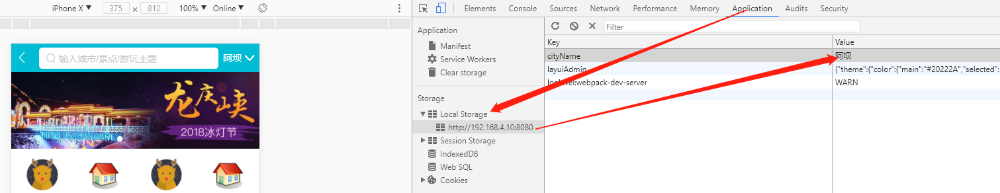 iPhone X ▼ 375 × 812 100% ▼ Online ▼
Elements Console Sources Network Performance Memory Application Audits Security
输入城市/景点/游玩主题
阿坝
龙庆峡
2018冰灯节
Application
Manifest
Service Workers
Clear storage
Storage
Local Storage
http://192.168.4.10:8080
Session Storage
IndexedDB
Web SQL
Cookies
Filter
Key Value
cityName 阿坝
layuiAdmin {"theme":{"color":{"main":"#20222A","selected":
loglevel:webpack-dev-server WARN